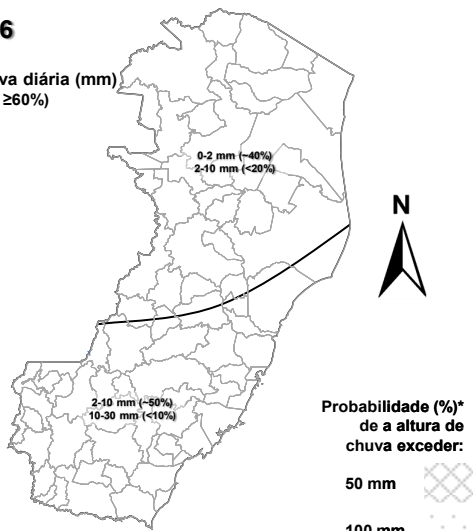 6
va diária (mm)
≥60%)
0-2 mm (~40%)
2-10 mm (<20%)
N
2-10 mm (~50%)
10-30 mm (<10%)
Probabilidade (%)*
de a altura de
chuva exceder:
50 mm
100 mm